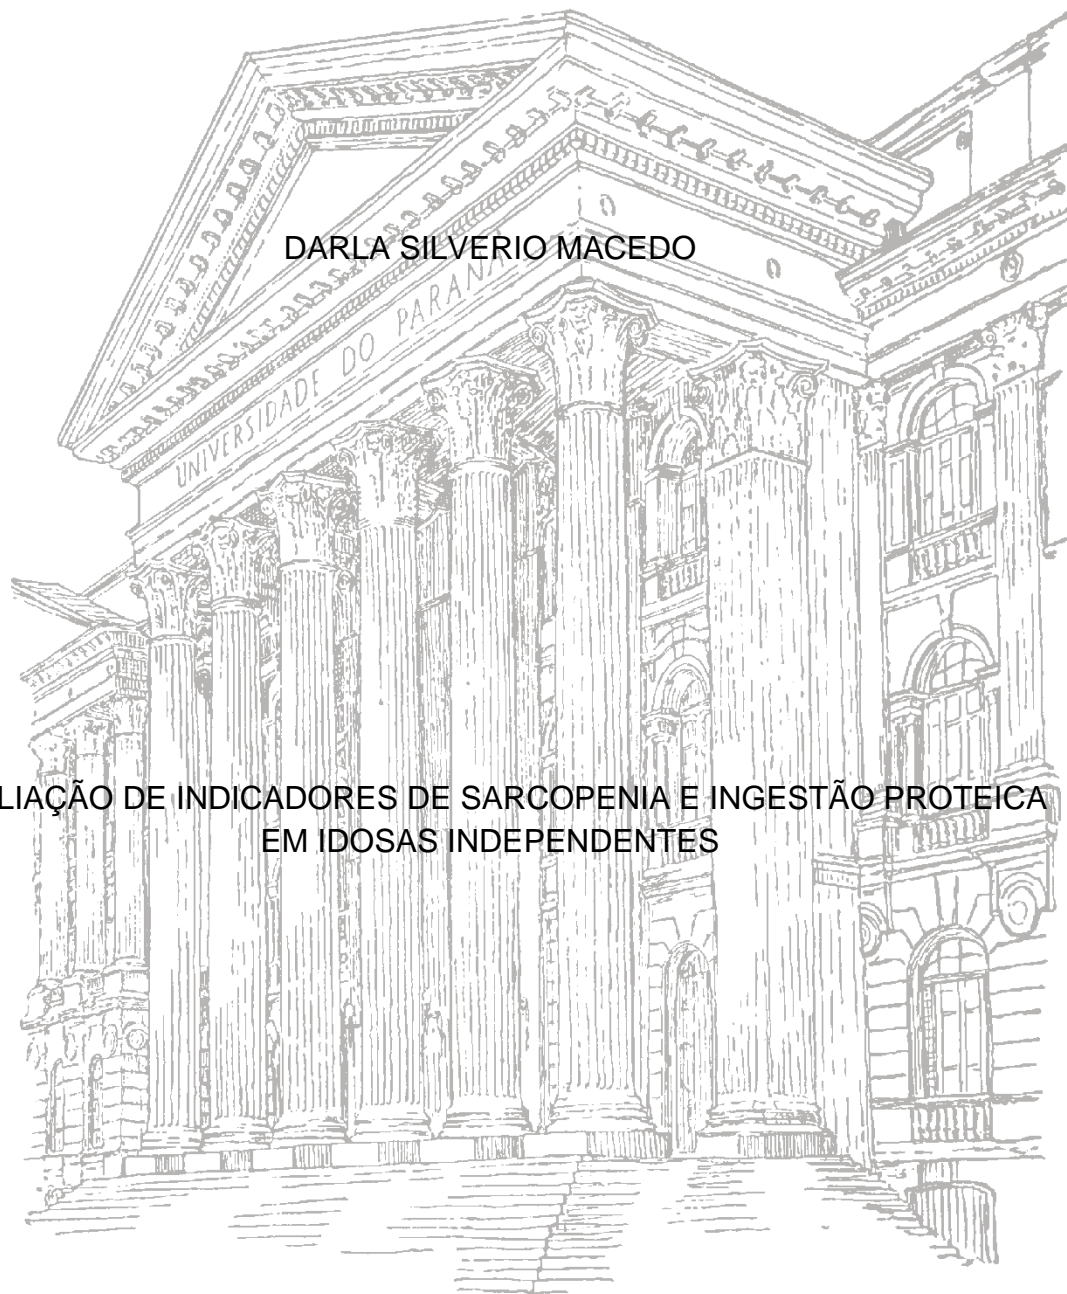 DARLA SILVERIO MACEDO
UNIVERSIDADE DO PARANÁ
LIAÇÃO DE INDICADORES DE SARCOPENIA E INGESTÃO PROTEICA
EM IDOSAS INDEPENDENTES